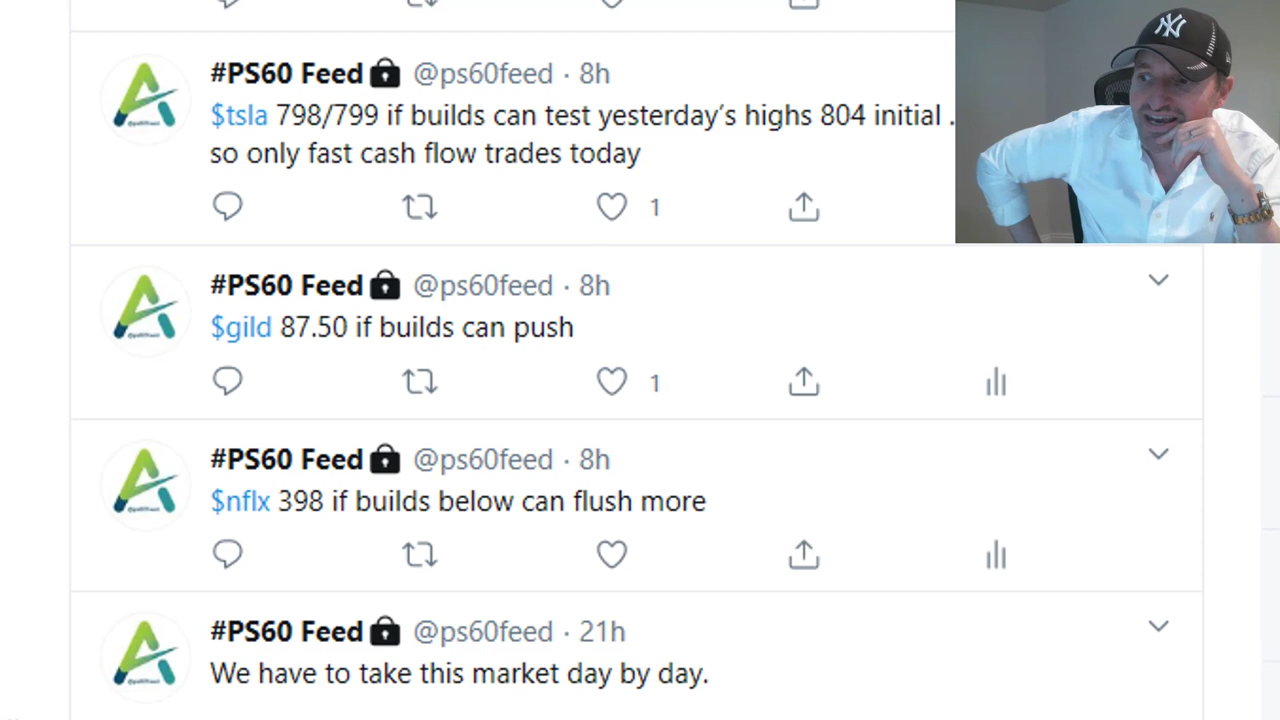 #PS60 Feed @ps60feed · 8h
$tsla 798/799 if builds can test yesterday’s highs 804 initial .
so only fast cash flow trades today
1
#PS60 Feed @ps60feed · 8h
$gild 87.50 if builds can push
1
#PS60 Feed @ps60feed · 8h
$nflx 398 if builds below can flush more
#PS60 Feed @ps60feed · 21h
We have to take this market day by day.